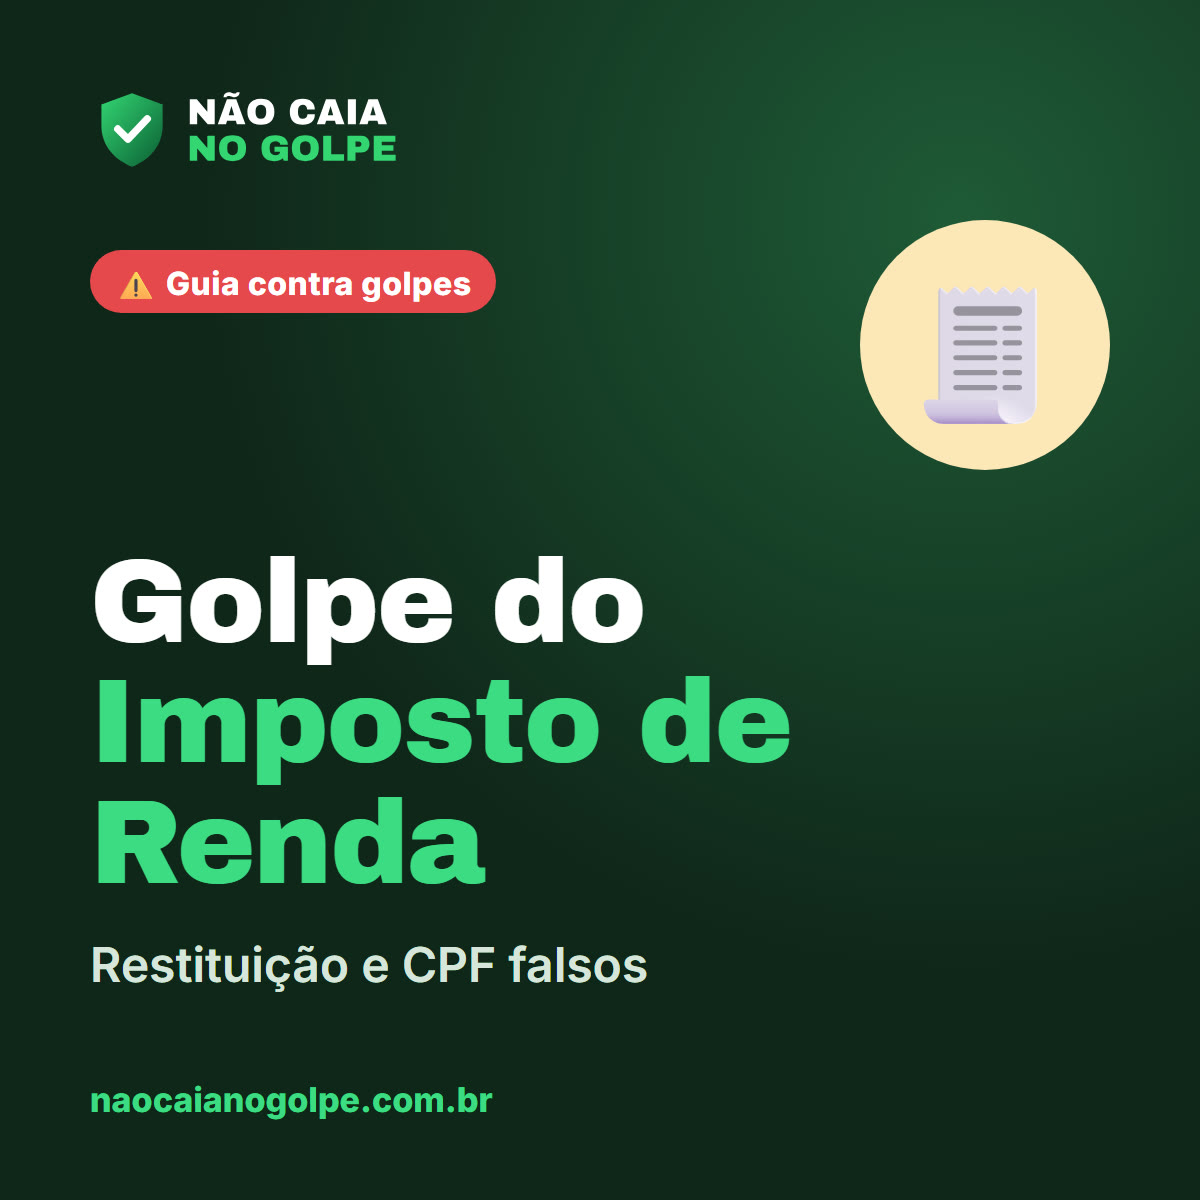 NÃO CAIA
NO GOLPE
Guia contra golpes
Golpe do
Imposto de
Renda
Restituição e CPF falsos
naocaianogolpe.com.br